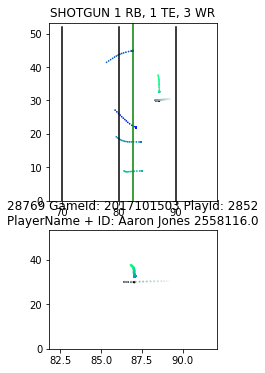 SHOTGUN 1 RB, 1 TE, 3 WR
50
40
30
20
10
0
70 80 90
28769 GameId: 2017101503 PlayId: 2852
PlayerName + ID: Aaron Jones 2558116.0
40
20
0
82.5 85.0 87.5 90.0